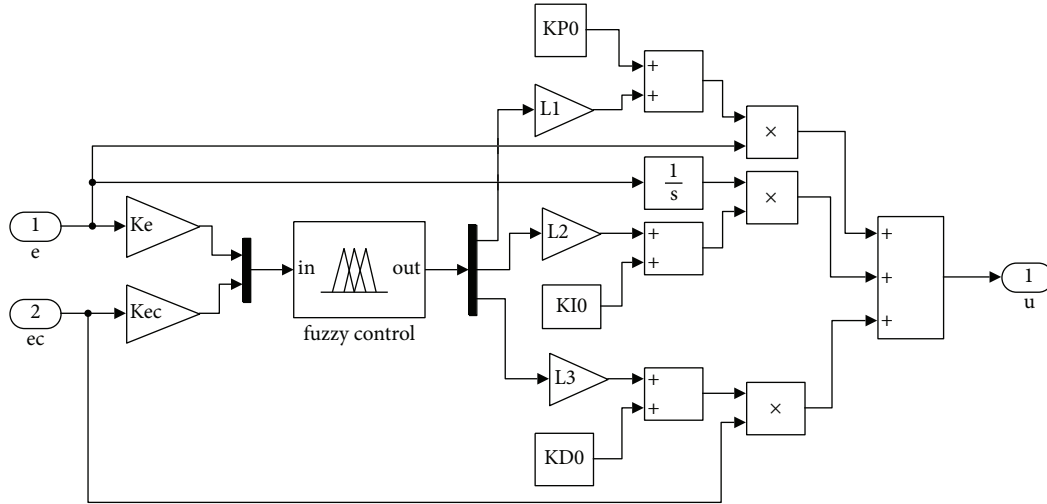 KP0
+
+
L1
×
1
s
×
1
e
Ke
in
out
fuzzy control
L2
+
+
KI0
2
ec
Kec
+
+
+
1
u
L3
+
+
×
KD0